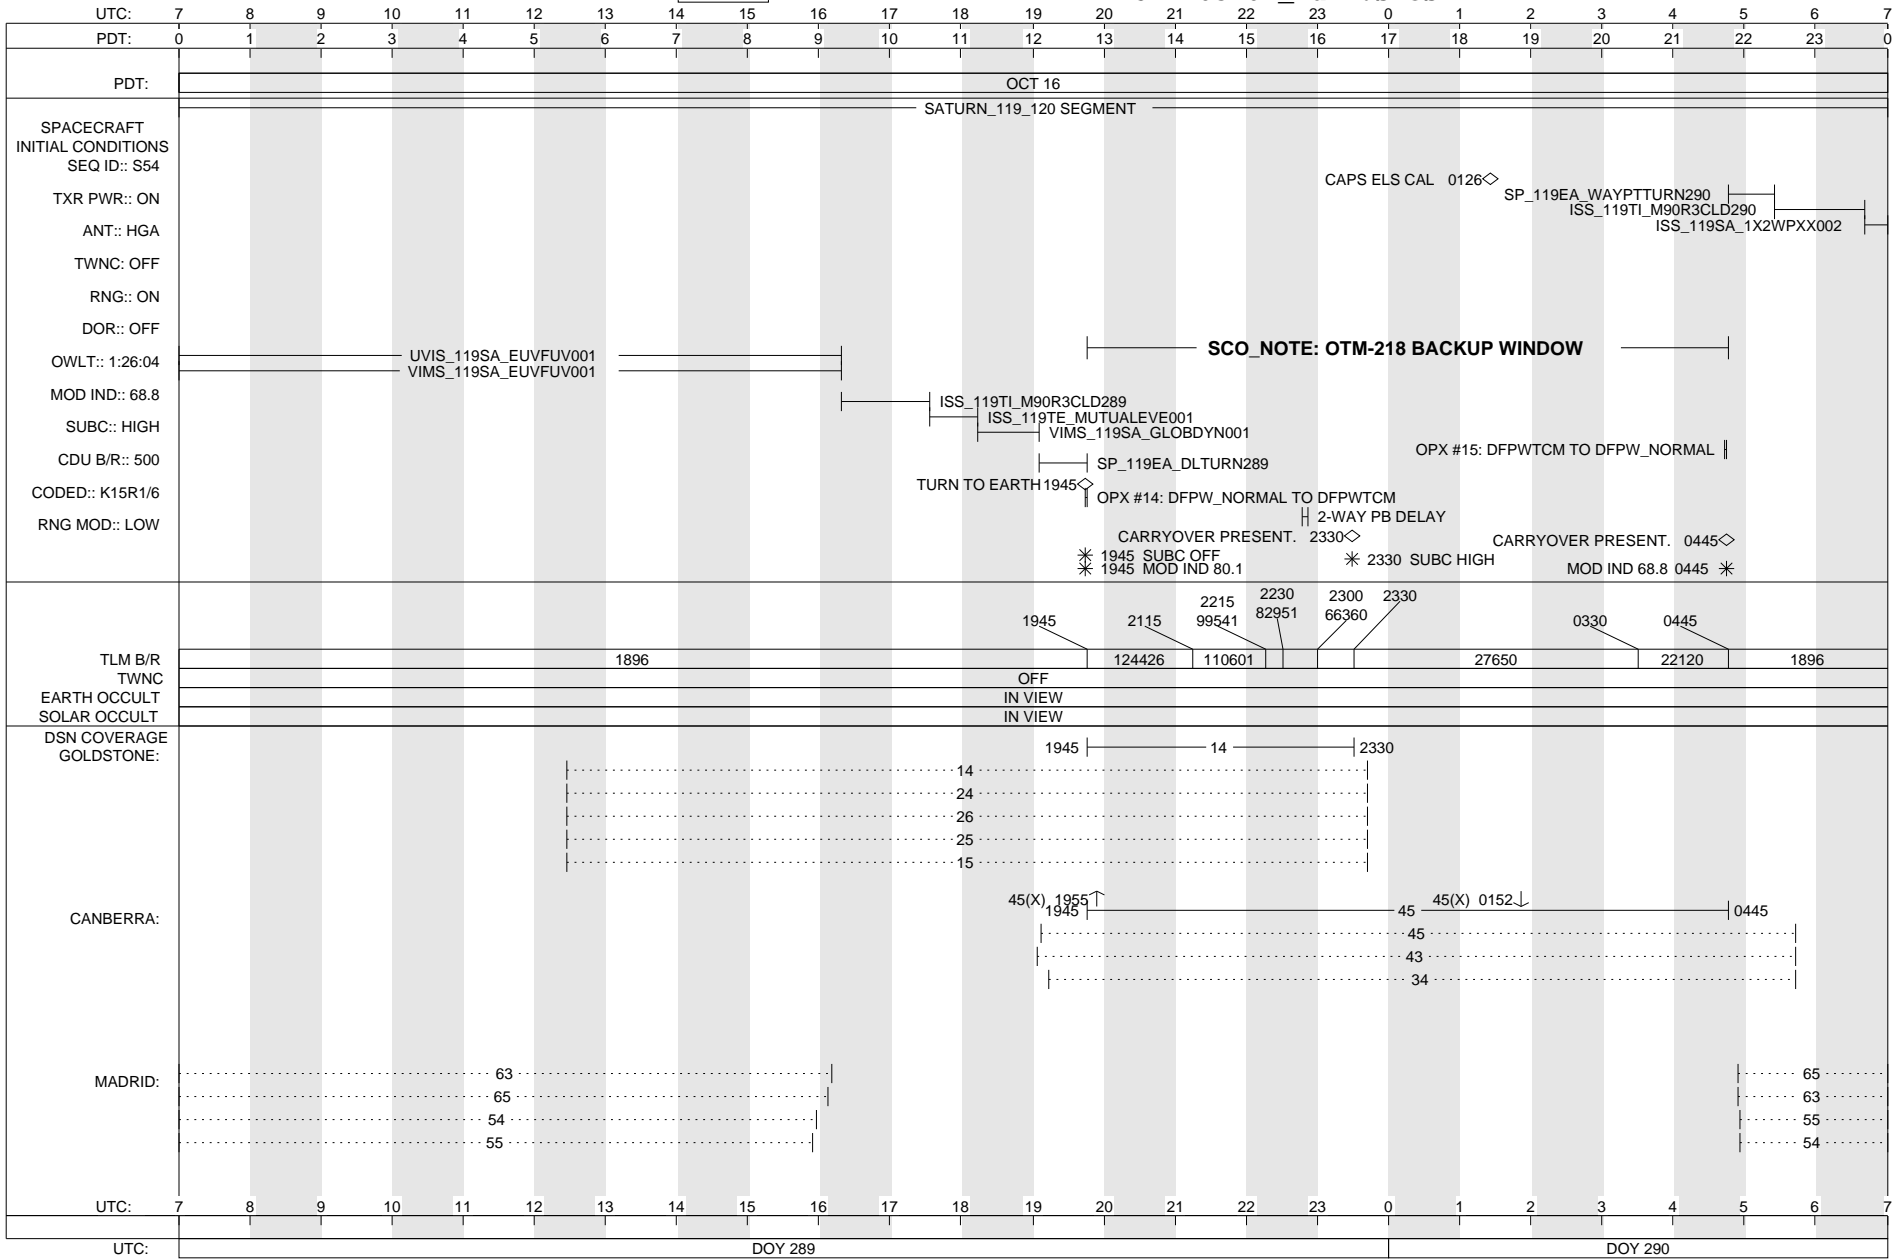 UTC: 7 8 9 10 11 12 13 14 15 16 17 18 19 20 21 22 23 0 1 2 3 4 5 6 7
PDT: 0 1 2 3 4 5 6 7 8 9 10 11 12 13 14 15 16 17 18 19 20 21 22 23 0
PDT: OCT 16
SATURN_119_120 SEGMENT
SPACECRAFT
INITIAL CONDITIONS
SEQ ID:: S54
CAPS ELS CAL 0126
SP_119EA_WAYPTTURN290
TXR PWR:: ON
ISS_119TI_M90R3CLD290
ISS_119SA_1X2WPXX002
ANT:: HGA
TWNC: OFF
RNG:: ON
DOR:: OFF
SCO_NOTE: OTM-218 BACKUP WINDOW
UVIS_119SA_EUVFUV001
OWLT:: 1:26:04
VIMS_119SA_EUVFUV001
MOD IND:: 68.8
ISS_119TI_M90R3CLD289
ISS_119TE_MUTUALEVE001
SUBC:: HIGH
VIMS_119SA_GLOBDYN001
OPX #15: DFPWTCM TO DFPW_NORMAL
CDU B/R:: 500
SP_119EA_DLTURN289
TURN TO EARTH 1945
CODED:: K15R1/6
OPX #14: DFPW_NORMAL TO DFPWTCM
2-WAY PB DELAY
RNG MOD:: LOW
CARRYOVER PRESENT. 2330
CARRYOVER PRESENT. 0445
1945 SUBC OFF
2330 SUBC HIGH
1945 MOD IND 80.1
MOD IND 68.8 0445
2230 2300 2330
2215 82951 66360
1945 2115 99541 0330 0445
TLM B/R 1896 124426 110601 27650 22120 1896
TWNC OFF
EARTH OCCULT IN VIEW
SOLAR OCCULT IN VIEW
DSN COVERAGE
GOLDSTONE: 1945 14 2330
14
24
26
25
15
45(X) 1955 45(X) 0152
CANBERRA: 1945 45 0445
45
43
34
MADRID: 63 65
65 63
54 55
55 54
UTC: 7 8 9 10 11 12 13 14 15 16 17 18 19 20 21 22 23 0 1 2 3 4 5 6 7
UTC: DOY 289 DOY 290